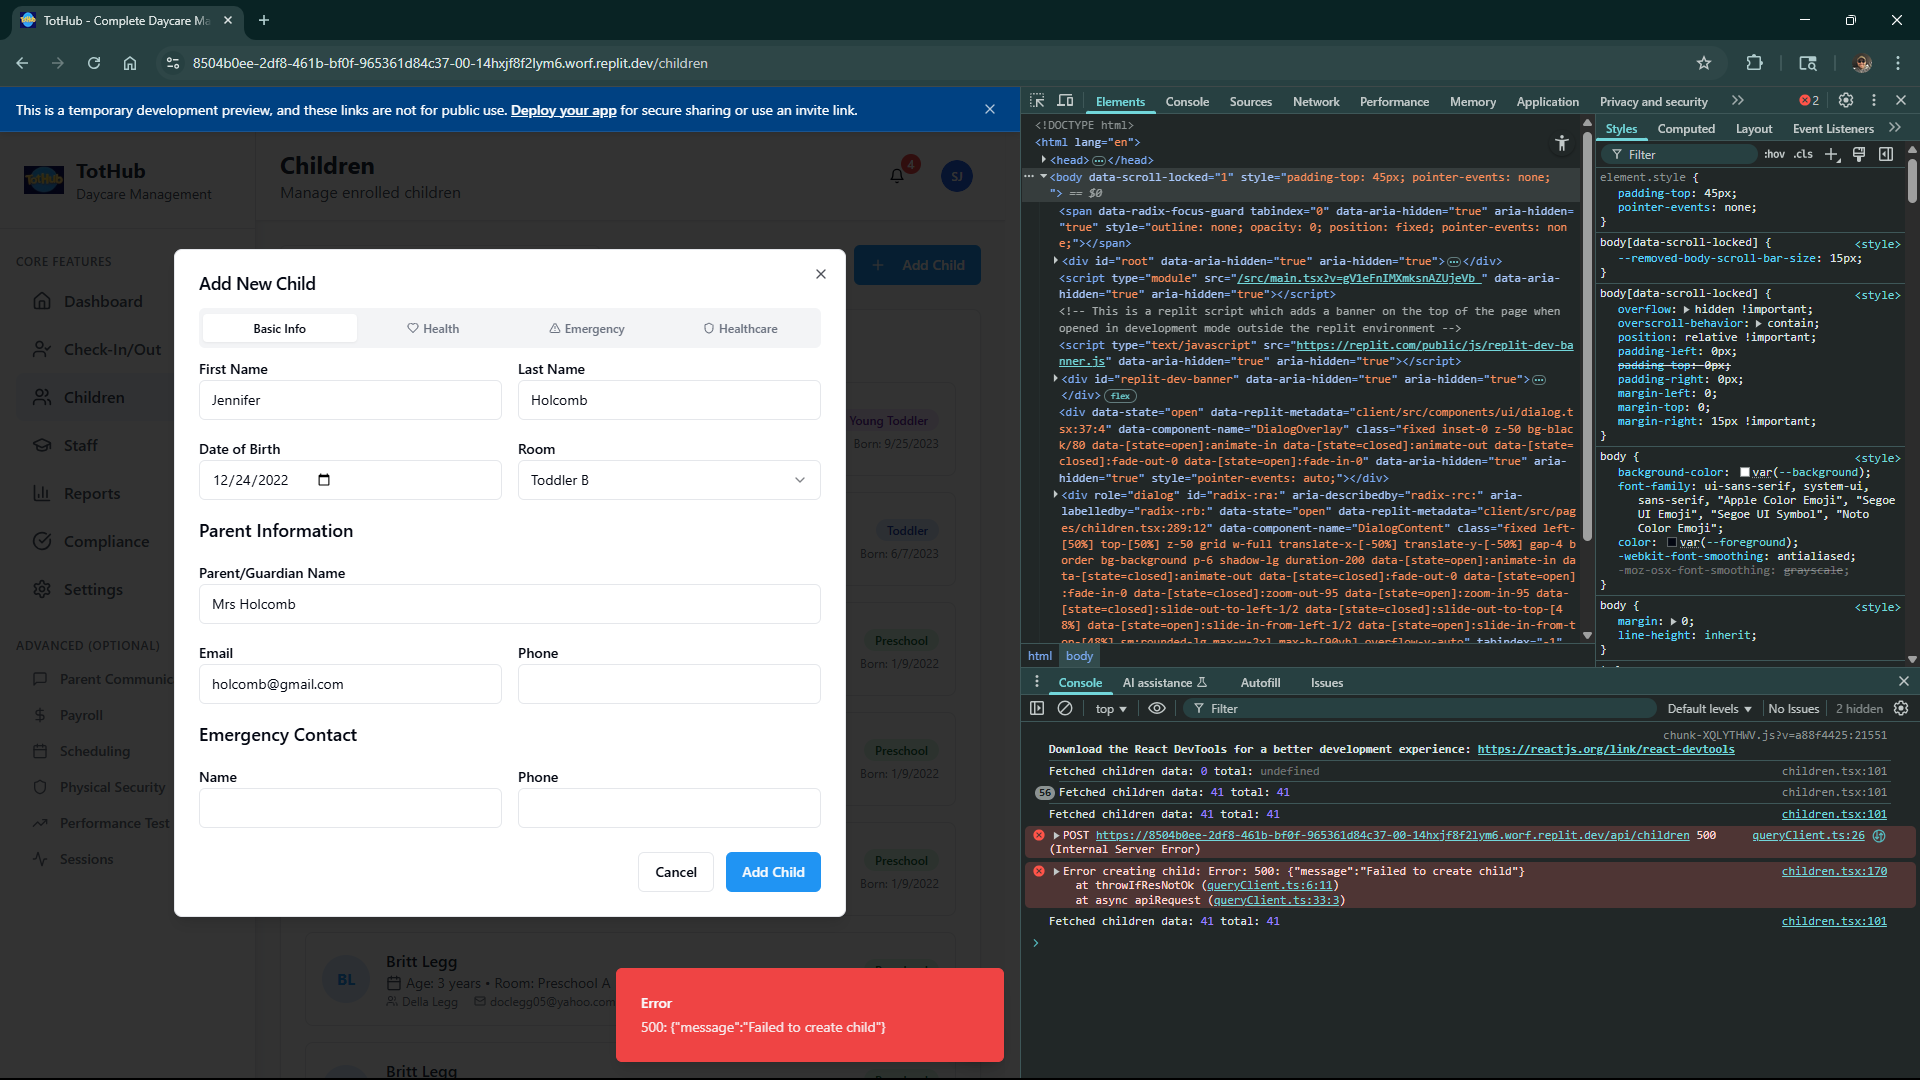 TotHub - Complete Daycare Ma
8504b0ee-2df8-461b-bf0f-965361d84c37-00-14hxjf8f2lym6.worf.replit.dev/children
This is a temporary development preview, and these links are not for public use. Deploy your app for secure sharing or use an invite link.
TotHub
TotHub
Daycare Management
Children
Manage enrolled children
4
SJ
CORE FEATURES
Dashboard
Check-In/Out
Children
Staff
Reports
Compliance
Settings
ADVANCED (OPTIONAL)
Parent Communic
Payroll
Scheduling
Physical Security
Performance Test
Sessions
Add Child
Young Toddler
Born: 9/25/2023
Toddler
Born: 6/7/2023
Preschool
Born: 1/9/2022
Preschool
Born: 1/9/2022
Preschool
Born: 1/9/2022
Add New Child
Basic Info
Health
Emergency
Healthcare
First Name
Last Name
Jennifer
Holcomb
Date of Birth
Room
12/24/2022
Toddler B
Parent Information
Parent/Guardian Name
Mrs Holcomb
Email
Phone
holcomb@gmail.com
Emergency Contact
Name
Phone
Cancel
Add Child
BL
Britt Legg
Age: 3 years • Room: Preschool A
Della Legg
doclegg05@yahoo.com
Britt Legg
Error
500: {"message":"Failed to create child"}
Elements
Console
Sources
Network
Performance
Memory
Application
Privacy and security
2
<!DOCTYPE html>
<html lang="en">
<head> </head>
<body data-scroll-locked="1" style="padding-top: 45px; pointer-events: none;
"> == $0
<span data-radix-focus-guard tabindex="0" data-aria-hidden="true" aria-hidden=
"true" style="outline: none; opacity: 0; position: fixed; pointer-events: non
e;"></span>
<div id="root" data-aria-hidden="true" aria-hidden="true"> </div>
<script type="module" src="/src/main.tsx?v=gV1eFnIMXmksnAZUjeVb_" data-aria-
hidden="true" aria-hidden="true"></script>
<!-- This is a replit script which adds a banner on the top of the page when
opened in development mode outside the replit environment -->
<script type="text/javascript" src="https://replit.com/public/js/replit-dev-ba
nner.js" data-aria-hidden="true" aria-hidden="true"></script>
<div id="replit-dev-banner" data-aria-hidden="true" aria-hidden="true">
</div> flex
<div data-state="open" data-replit-metadata="client/src/components/ui/dialog.t
sx:37:4" data-component-name="DialogOverlay" class="fixed inset-0 z-50 bg-blac
k/80 data-[state=open]:animate-in data-[state=closed]:animate-out data-[state=
closed]:fade-out-0 data-[state=open]:fade-in-0" data-aria-hidden="true" aria-
hidden="true" style="pointer-events: auto;"></div>
<div role="dialog" id="radix-:ra:" aria-describedby="radix-:rc:" aria-
labelledby="radix-:rb:" data-state="open" data-replit-metadata="client/src/pag
es/children.tsx:289:12" data-component-name="DialogContent" class="fixed left-
[50%] top-[50%] z-50 grid w-full translate-x-[-50%] translate-y-[-50%] gap-4 b
order bg-background p-6 shadow-lg duration-200 data-[state=open]:animate-in da
ta-[state=closed]:animate-out data-[state=closed]:fade-out-0 data-[state=open]
:fade-in-0 data-[state=closed]:zoom-out-95 data-[state=open]:zoom-in-95 data-
[state=closed]:slide-out-to-left-1/2 data-[state=closed]:slide-out-to-top-[4
8%] data-[state=open]:slide-in-from-left-1/2 data-[state=open]:slide-in-from-t
op-[48%] sm:rounded-lg max-w-2xl max-h-[90vh] overflow-y-auto" tabindex="-1"
html
body
Styles
Computed
Layout
Event Listeners
Filter
:hov .cls
element.style {
padding-top: 45px;
pointer-events: none;
}
body[data-scroll-locked] { <style>
--removed-body-scroll-bar-size: 15px;
}
body[data-scroll-locked] { <style>
overflow: hidden !important;
overscroll-behavior: contain;
position: relative !important;
padding-left: 0px;
padding-top: 0px;
padding-right: 0px;
margin-left: 0;
margin-top: 0;
margin-right: 15px !important;
}
body { <style>
background-color: var(--background);
font-family: ui-sans-serif, system-ui,
sans-serif, "Apple Color Emoji", "Segoe
UI Emoji", "Segoe UI Symbol", "Noto
Color Emoji";
color: var(--foreground);
-webkit-font-smoothing: antialiased;
-moz-osx-font-smoothing: grayscale;
}
body { <style>
margin: 0;
line-height: inherit;
}
Console
AI assistance
Autofill
Issues
top
Filter
Default levels
No Issues
2 hidden
chunk-XQLYTHWV.js?v=a88f4425:21551
Download the React DevTools for a better development experience: https://reactjs.org/link/react-devtools
Fetched children data: 0 total: undefined children.tsx:101
56 Fetched children data: 41 total: 41 children.tsx:101
Fetched children data: 41 total: 41 children.tsx:101
POST https://8504b0ee-2df8-461b-bf0f-965361d84c37-00-14hxjf8f2lym6.worf.replit.dev/api/children 500 queryClient.ts:26
(Internal Server Error)
Error creating child: Error: 500: {"message":"Failed to create child"} children.tsx:170
at throwIfResNotOk (queryClient.ts:6:11)
at async apiRequest (queryClient.ts:33:3)
Fetched children data: 41 total: 41 children.tsx:101